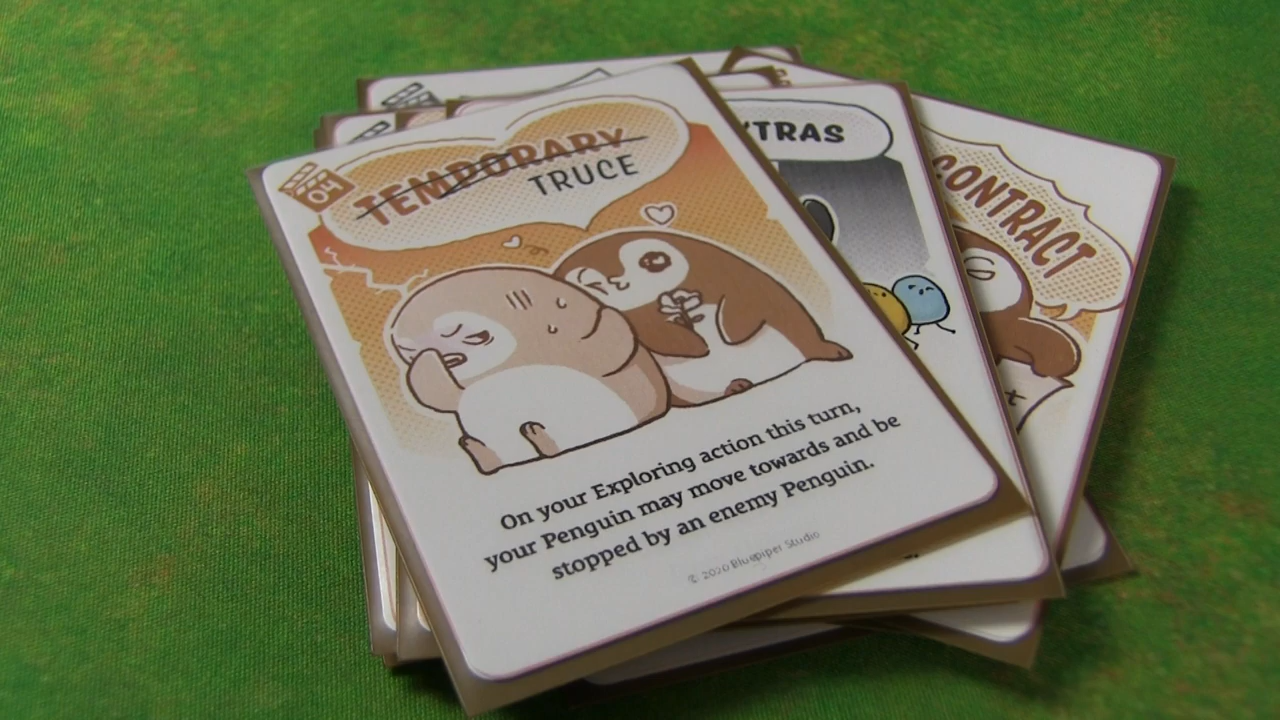 04
TEMPORARY
TRUCE
XTRAS
CONTRACT
On your Exploring action this turn,
your Penguin may move towards and be
stopped by an enemy Penguin.
© 2020 Bluepiper Studio